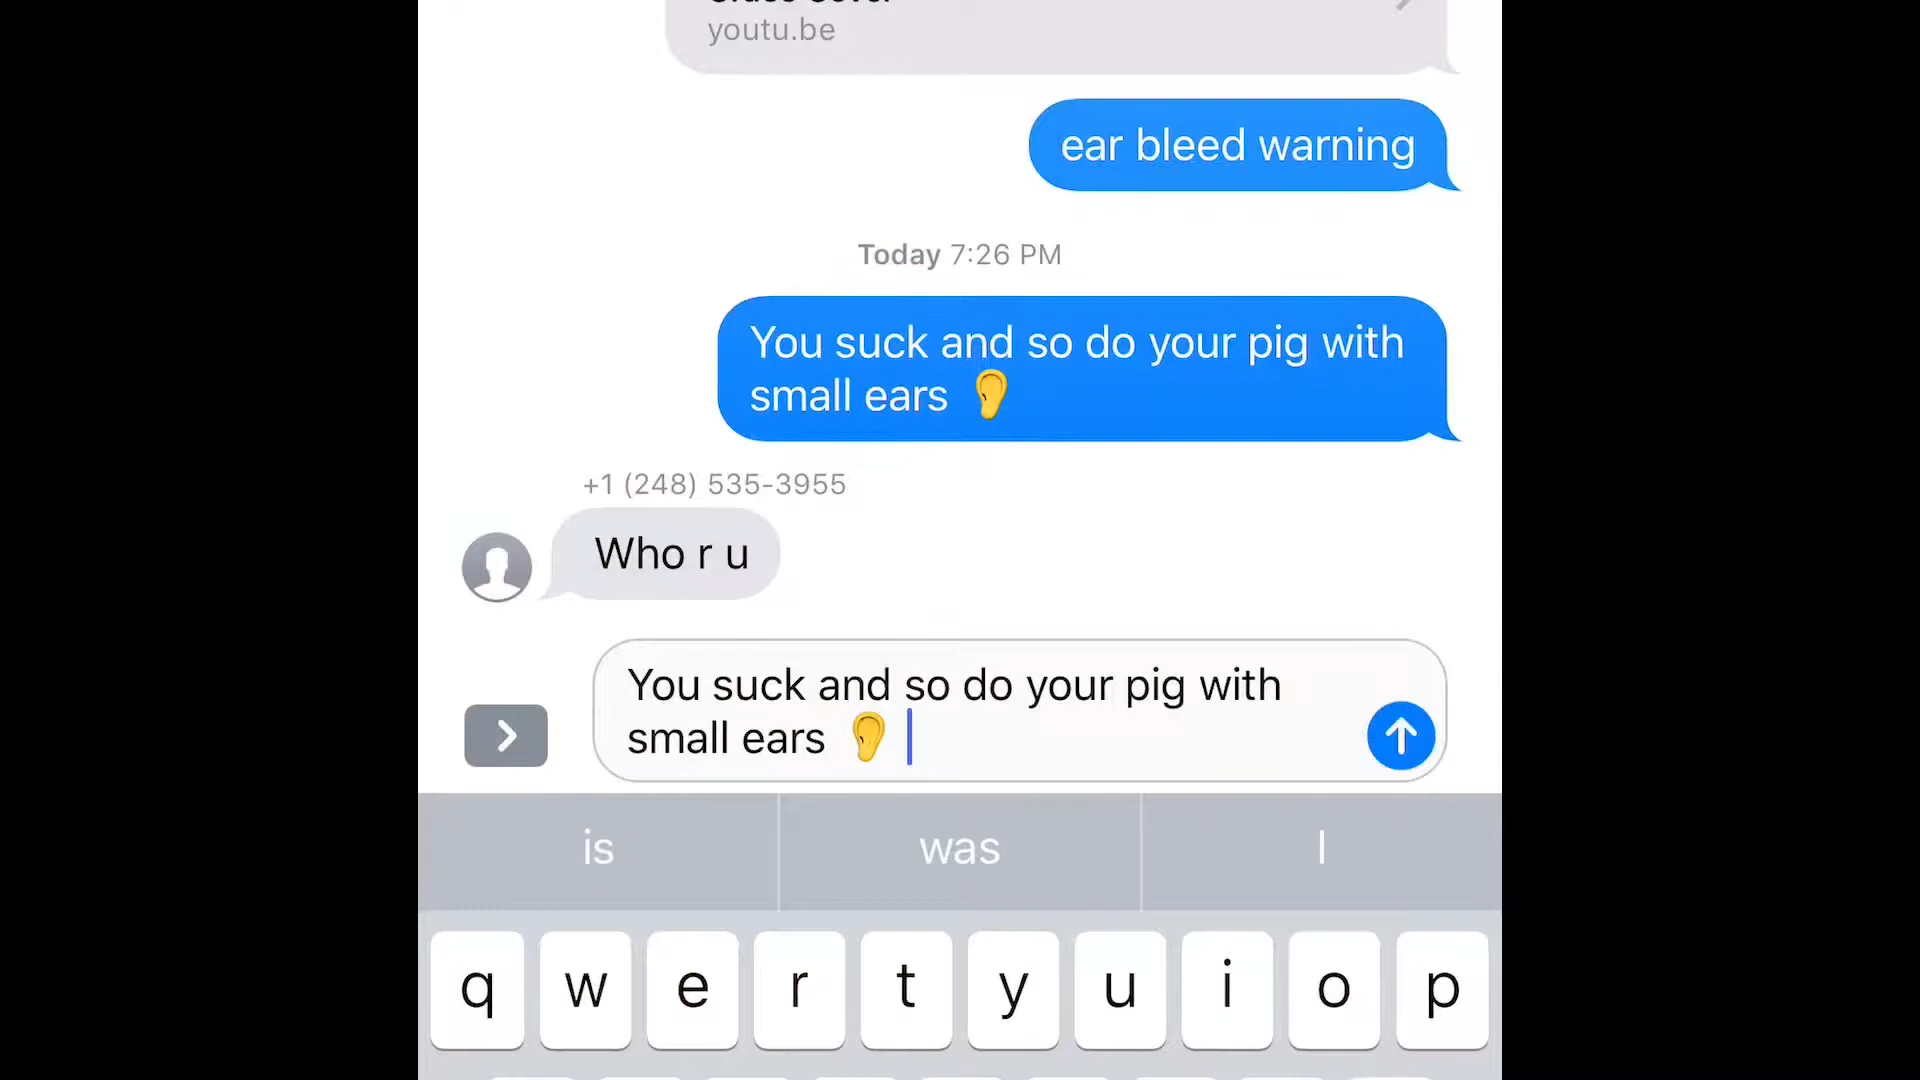 youtu.be
ear bleed warning
Today 7:26 PM
You suck and so do your pig with
small ears 👂
+1 (248) 535-3955
Who r u
You suck and so do your pig with
small ears 👂
is was I
q w e r t y u i o p